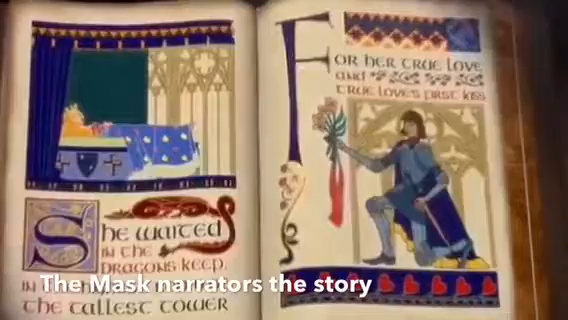 SHE WAITED
IN THE
DRAGONS KEEP.
IN
THE TALLEST TOWER
FOR HER TRUE LOVE
AND
TRUE LOVE'S FIRST KISS
The Mask narrators the story